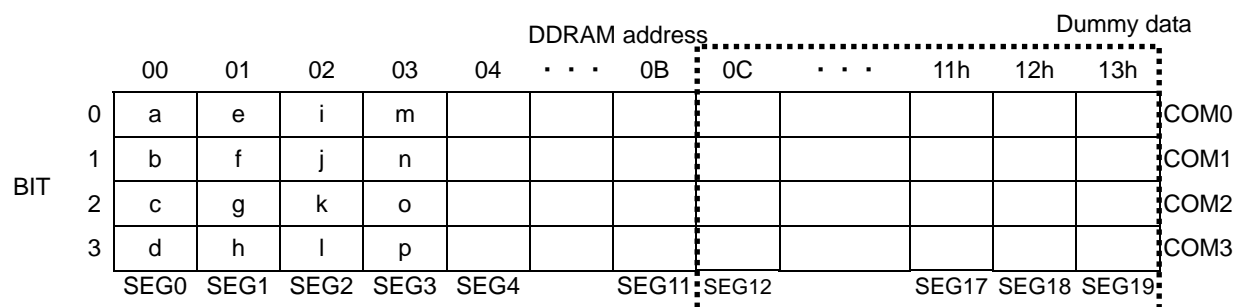 DDRAM address
Dummy data
00 01 02 03 04 ・・・ 0B 0C ・・・ 11h 12h 13h
0 a e i m COM0
1 b f j n COM1
BIT
2 c g k o COM2
3 d h l p COM3
SEG0 SEG1 SEG2 SEG3 SEG4 SEG11 SEG12 SEG17 SEG18 SEG19